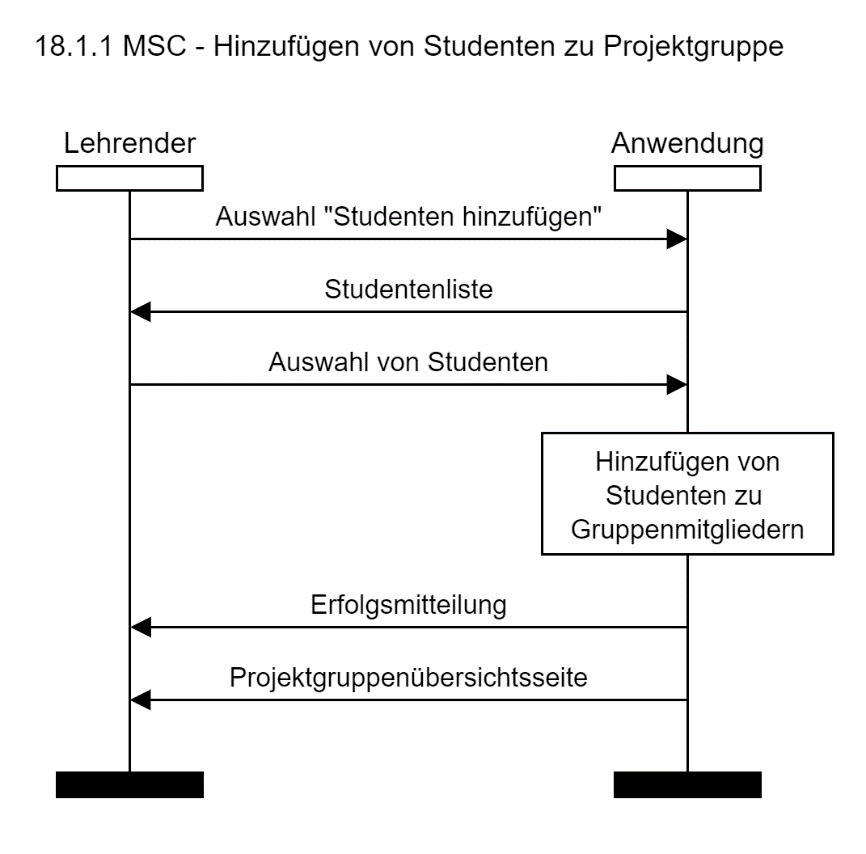 18.1.1 MSC - Hinzufügen von Studenten zu Projektgruppe
Lehrender
Anwendung
Auswahl "Studenten hinzufügen"
Studentenliste
Auswahl von Studenten
Hinzufügen von
Studenten zu
Gruppenmitgliedern
Erfolgsmitteilung
Projektgruppenübersichtsseite